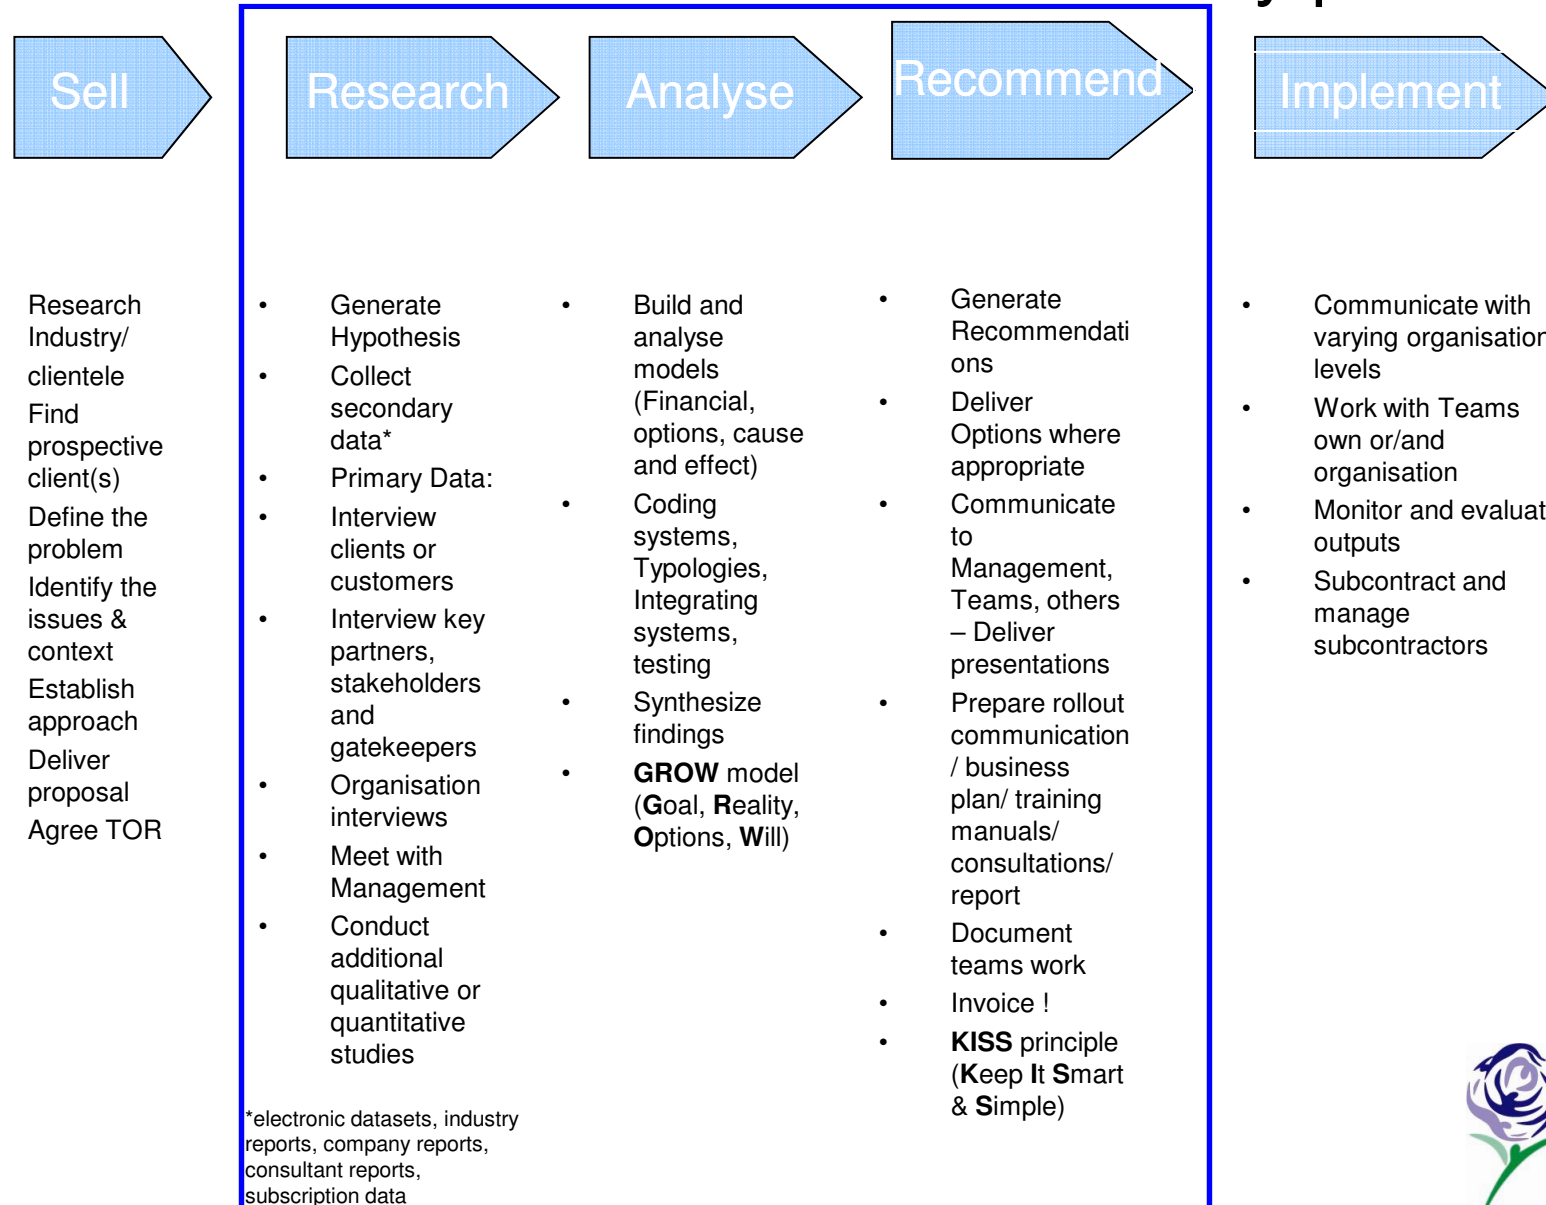 Sell
Research
Analyse
Recommend
Implement
Research
Industry/
clientele
Find
prospective
client(s)
Define the
problem
Identify the
issues &
context
Establish
approach
Deliver
proposal
Agree TOR
• Generate
Hypothesis
• Collect
secondary
data*
• Primary Data:
• Interview
clients or
customers
• Interview key
partners,
stakeholders
and
gatekeepers
• Organisation
interviews
• Meet with
Management
• Conduct
additional
qualitative or
quantitative
studies
*electronic datasets, industry
reports, company reports,
consultant reports,
subscription data
• Build and
analyse
models
(Financial,
options, cause
and effect)
• Coding
systems,
Typologies,
Integrating
systems,
testing
• Synthesize
findings
• GROW model
(Goal, Reality,
Options, Will)
• Generate
Recommendati
ons
• Deliver
Options where
appropriate
• Communicate
to
Management,
Teams, others
– Deliver
presentations
• Prepare rollout
communication
/ business
plan/ training
manuals/
consultations/
report
• Document
teams work
• Invoice !
• KISS principle
(Keep It Smart
& Simple)
• Communicate with
varying organisation
levels
• Work with Teams
own or/and
organisation
• Monitor and evaluat
outputs
• Subcontract and
manage
subcontractors